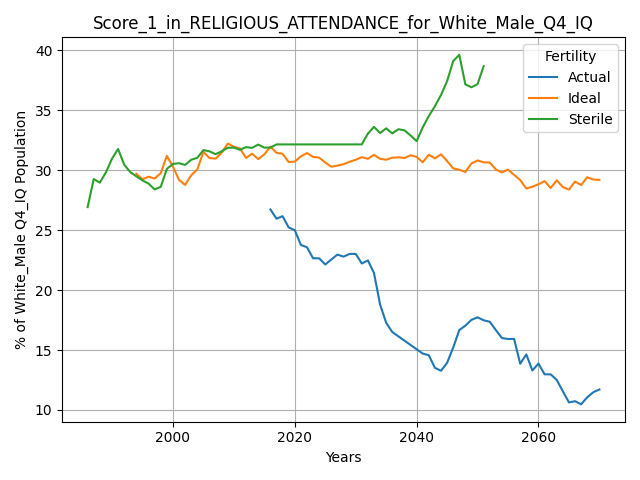 Score_1_in_RELIGIOUS_ATTENDANCE_for_White_Male_Q4_IQ
Fertility
Actual
Ideal
Sterile
% of White_Male Q4_IQ Population
40
35
30
25
20
15
10
2000
2020
2040
2060
Years